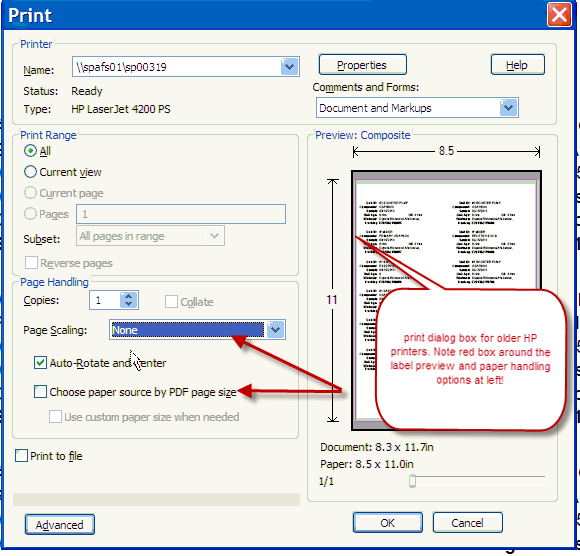 Print
Printer
Name: \\spafs01\sp00319 Properties Help
Status: Ready Comments and Forms:
Type: HP LaserJet 4200 PS Document and Markups
Print Range
All
Current view
Current page
Pages 1
Subset: All pages in range
Reverse pages
Page Handling
Copies: 1 Collate
Page Scaling: None
Auto-Rotate and Center
Choose paper source by PDF page size
Use custom paper size when needed
Print to file
Preview: Composite
8.5
11
print dialog box for older HP
printers. Note red box around the
label preview and paper handling
options at left!
Document: 8.3 x 11.7in
Paper: 8.5 x 11.0in
1/1
Advanced OK Cancel